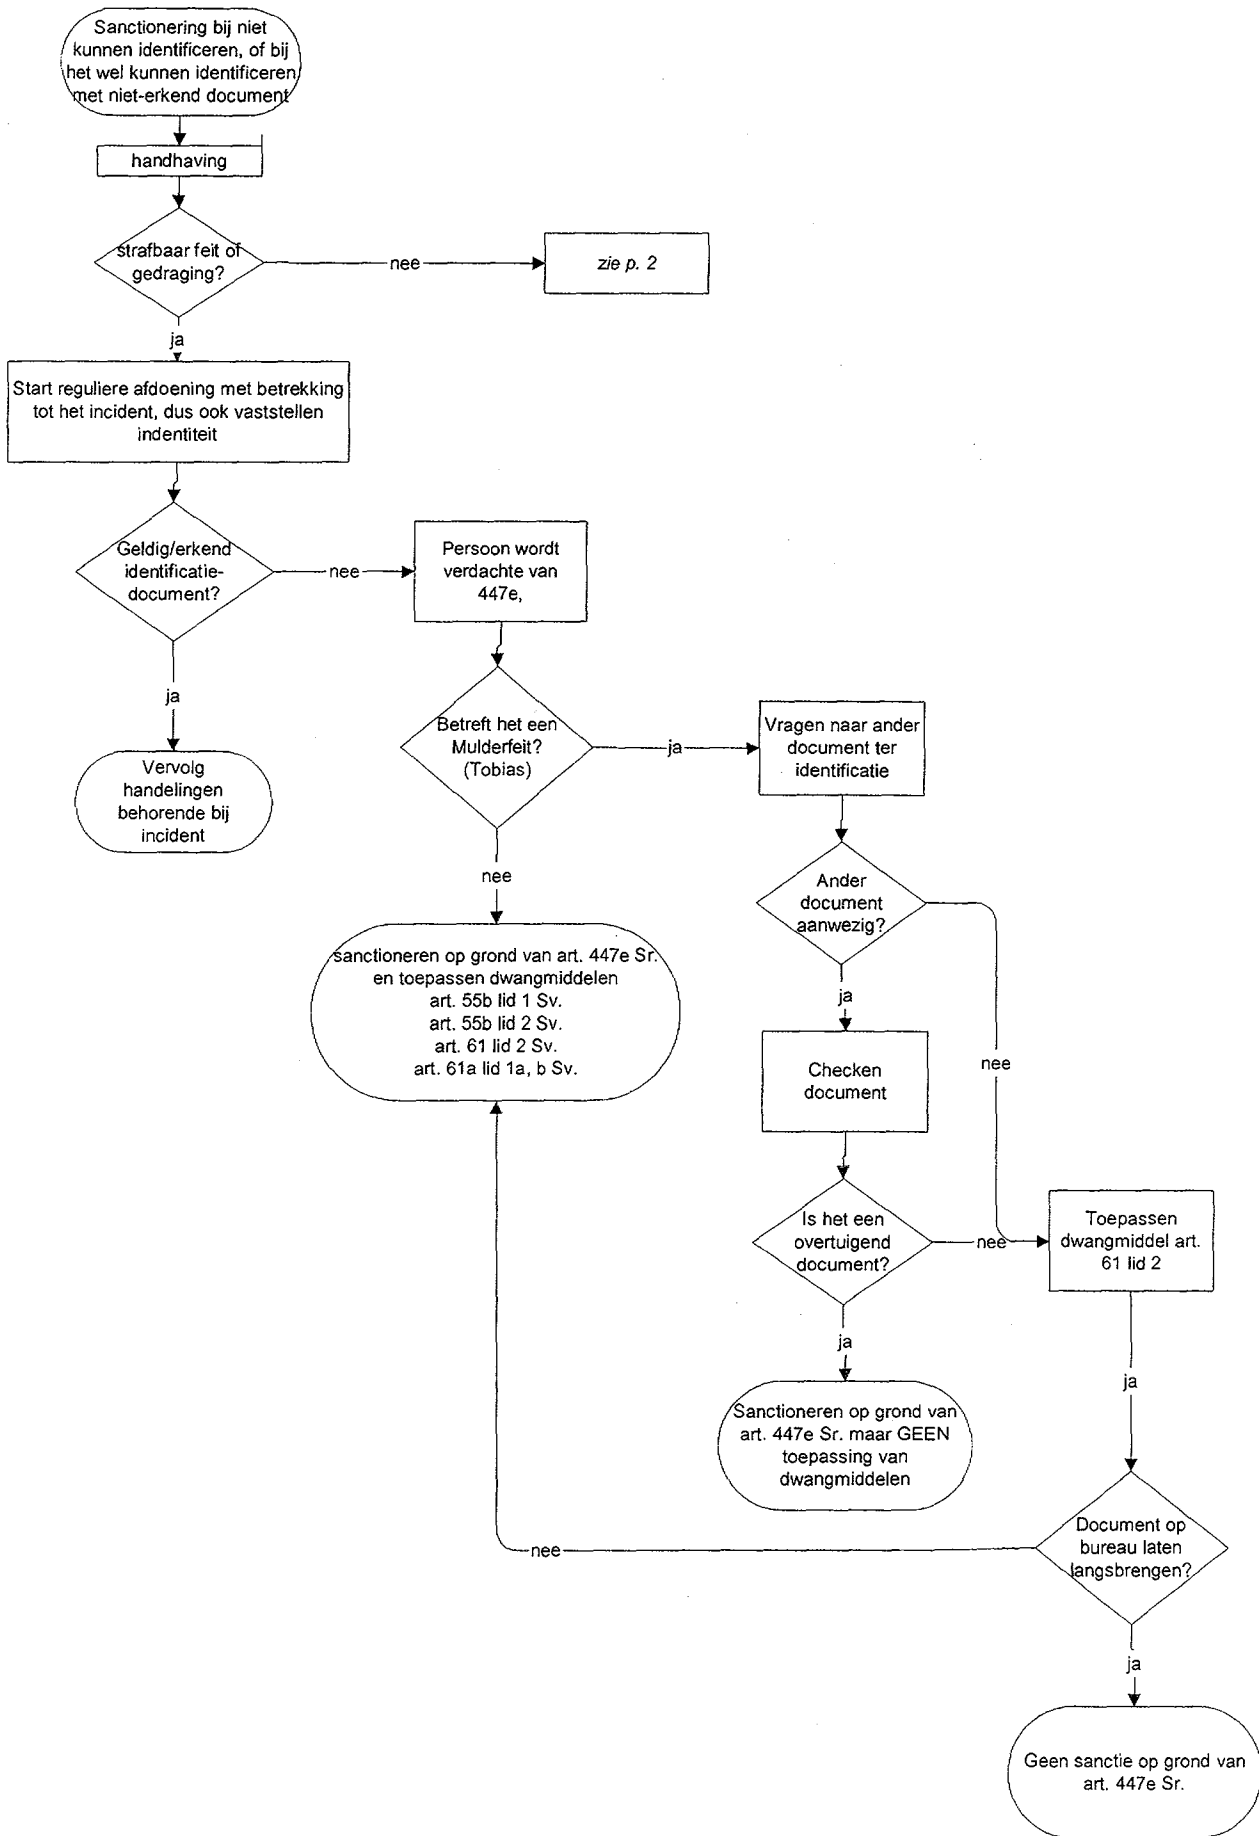 Sanctionering bij niet
kunnen identificeren, of bij
het wel kunnen identificeren
met niet-erkend document
handhaving
strafbaar feit of
gedraging?
nee
zie p. 2
ja
Start reguliere afdoening met betrekking
tot het incident, dus ook vaststellen
indentiteit
Geldig/erkend
identificatie-
document?
nee
Persoon wordt
verdachte van
447e,
ja
Vervolg
handelingen
behorende bij
incident
Betreft het een
Mulderfeit?
(Tobias)
ja
Vragen naar ander
document ter
identificatie
nee
sanctioneren op grond van art. 447e Sr.
en toepassen dwangmiddelen
art. 55b lid 1 Sv.
art. 55b lid 2 Sv.
art. 61 lid 2 Sv.
art. 61a lid 1a, b Sv.
Ander
document
aanwezig?
ja
nee
Checken
document
Is het een
overtuigend
document?
nee
Toepassen
dwangmiddel art.
61 lid 2
ja
Sanctioneren op grond van
art. 447e Sr. maar GEEN
toepassing van
dwangmiddelen
ja
Document op
bureau laten
langsbrengen?
nee
ja
Geen sanctie op grond van
art. 447e Sr.